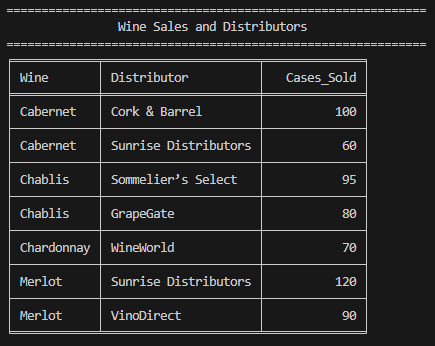 Wine Sales and Distributors
Wine Distributor Cases_Sold
Cabernet Cork & Barrel 100
Cabernet Sunrise Distributors 60
Chablis Sommelier’s Select 95
Chablis GrapeGate 80
Chardonnay WineWorld 70
Merlot Sunrise Distributors 120
Merlot VinoDirect 90